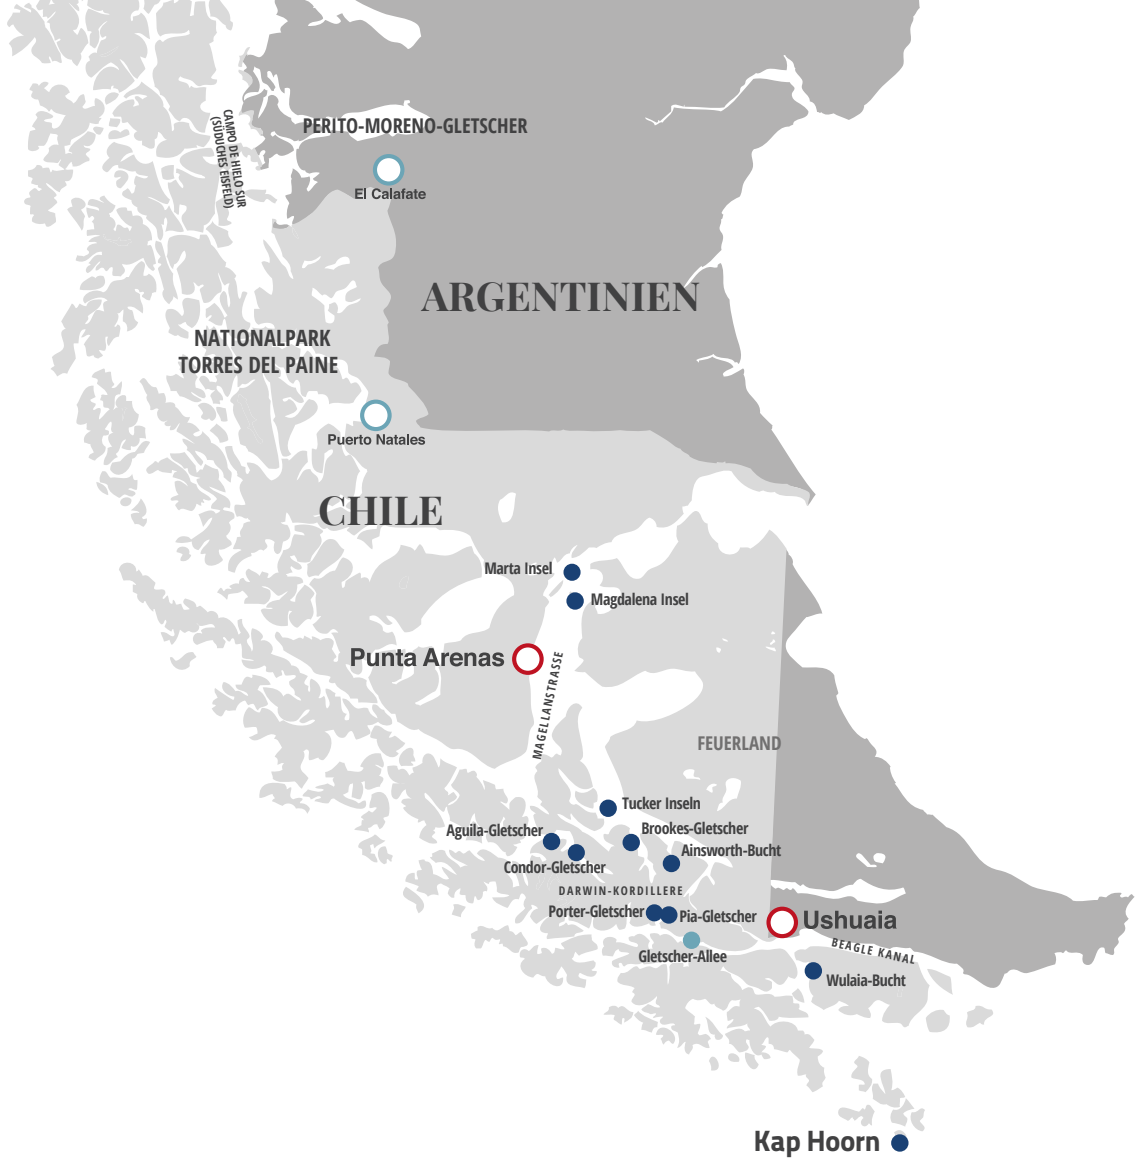 CAMPO DE HIELO SUR
(SÜDUCHES EISFELD)
PERITO-MORENO-GLETSCHER
El Calafate
ARGENTINIEN
NATIONALPARK
TORRES DEL PAINE
Puerto Natales
CHILE
Marta Insel
Magdalena Insel
Punta Arenas
MAGELLANSTRASSE
FEUERLAND
Tucker Inseln
Aguila-Gletscher
Brookes-Gletscher
Condor-Gletscher
Ainsworth-Bucht
DARWIN-KORDILLERE
Porter-Gletscher
Pia-Gletscher
Ushuaia
Gletscher-Allee
BEAGLE KANAL
Wulaia-Bucht
Kap Hoorn